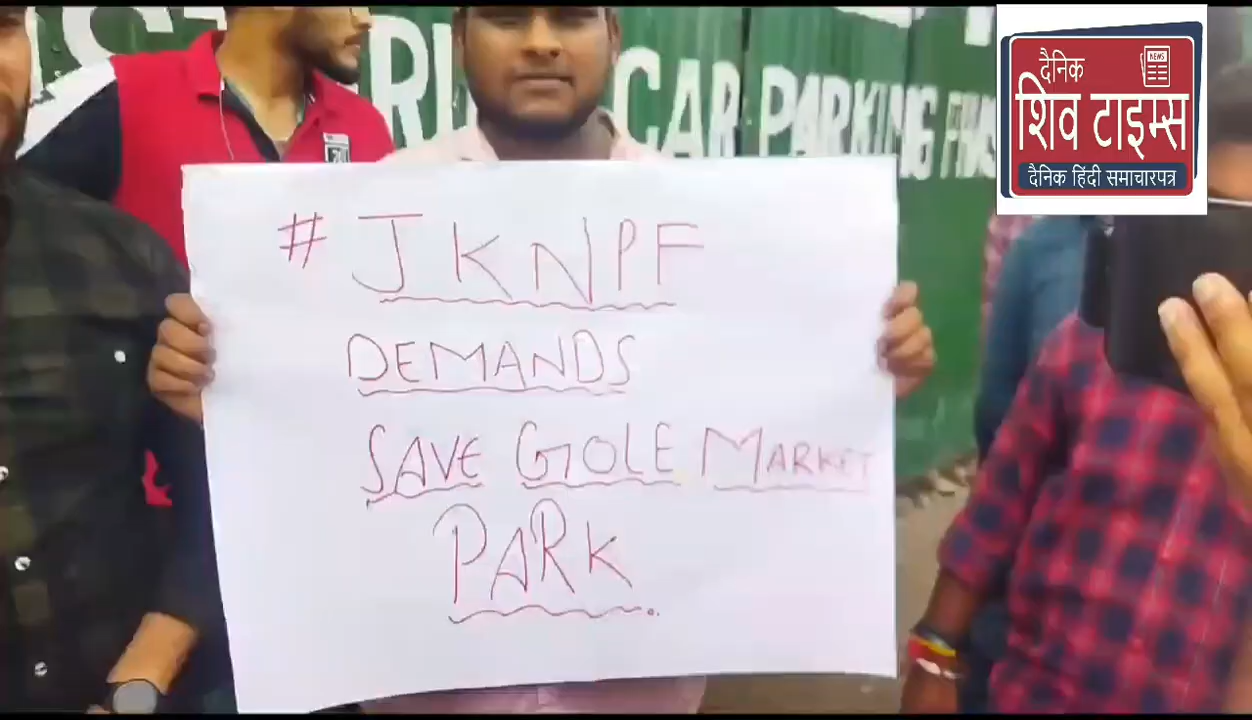 CAR PARKING
दैनिक
शिव टाइम्स
दैनिक हिंदी समाचारपत्र
NEWS
# JKNPF
DEMANDS
SAVE GOLE MARKET
PARK